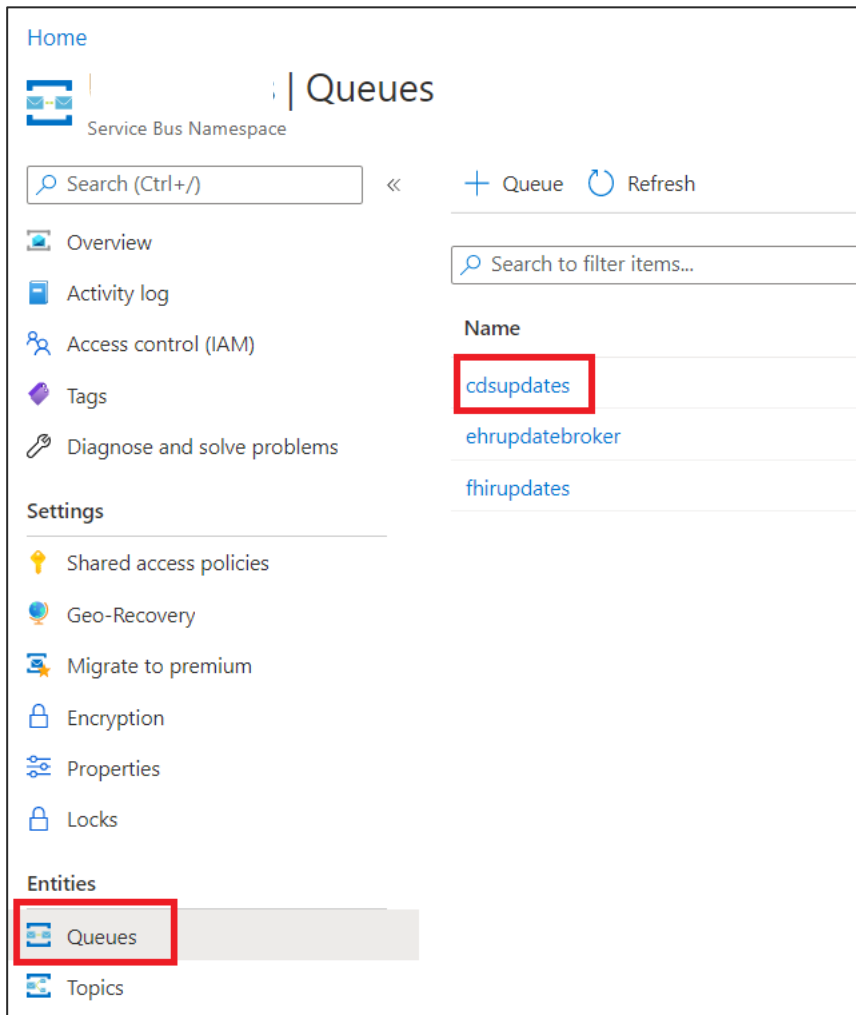 Home
| Queues
Service Bus Namespace
Search (Ctrl+/)
«
+ Queue
Refresh
Overview
Activity log
Access control (IAM)
Tags
Diagnose and solve problems
Settings
Shared access policies
Geo-Recovery
Migrate to premium
Encryption
Properties
Locks
Entities
Queues
Topics
Search to filter items...
Name
cdsupdates
ehrupdatebroker
fhirupdates